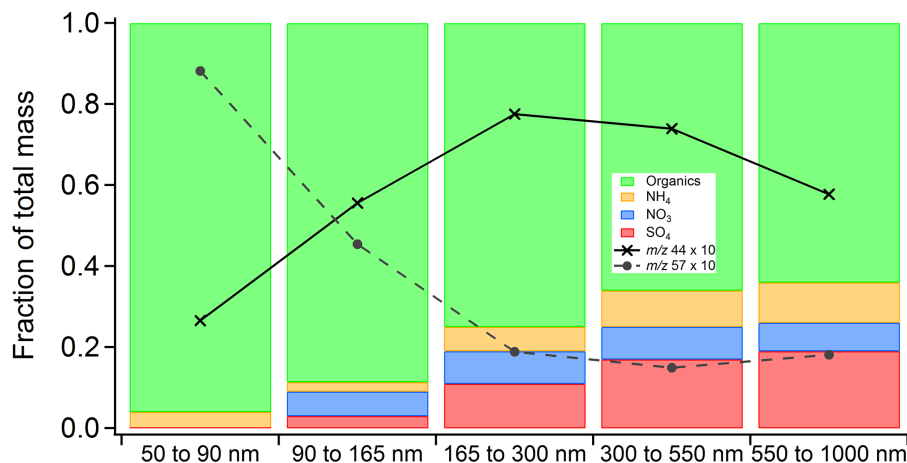 Fraction of total mass
1.0
0.8
0.6
0.4
0.2
0.0
Organics
NH₄
NO₃
SO₄
m/z 44 x 10
m/z 57 x 10
50 to 90 nm
90 to 165 nm
165 to 300 nm
300 to 550 nm
550 to 1000 nm